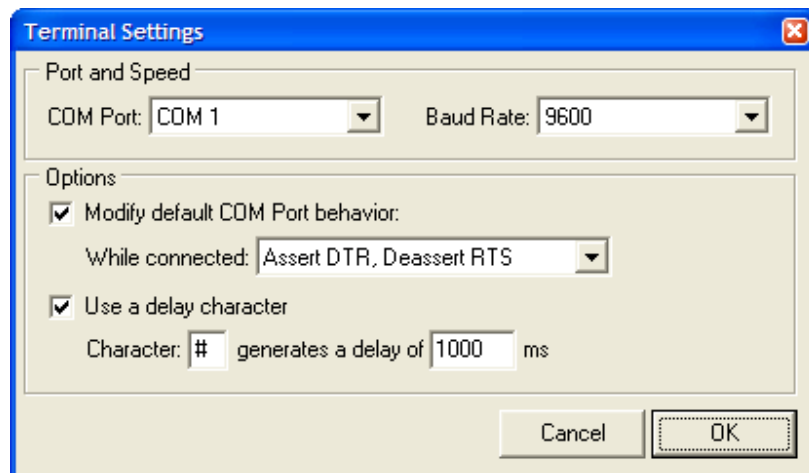 Terminal Settings
Port and Speed
COM Port: COM 1 Baud Rate: 9600
Options
Modify default COM Port behavior:
While connected: Assert DTR, Deassert RTS
Use a delay character
Character: # generates a delay of 1000 ms
Cancel OK